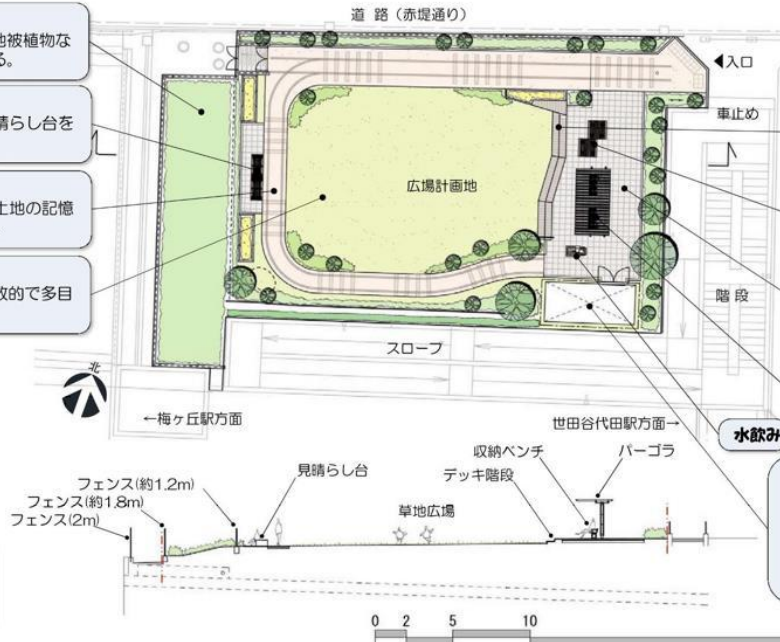 道 路（赤堤通り）
地被植物な
る。
入口
晴らし台を
車止め
広場計画地
土地の記憶
放的で多目
階 段
スロープ
北
←梅ヶ丘駅方面
世田谷代田駅方面→
水飲み
収納ベンチ
パーゴラ
見晴らし台
デッキ階段
フェンス(約1.2m)
フェンス(約1.8m)
フェンス(2m)
草地広場
0 2 5 10